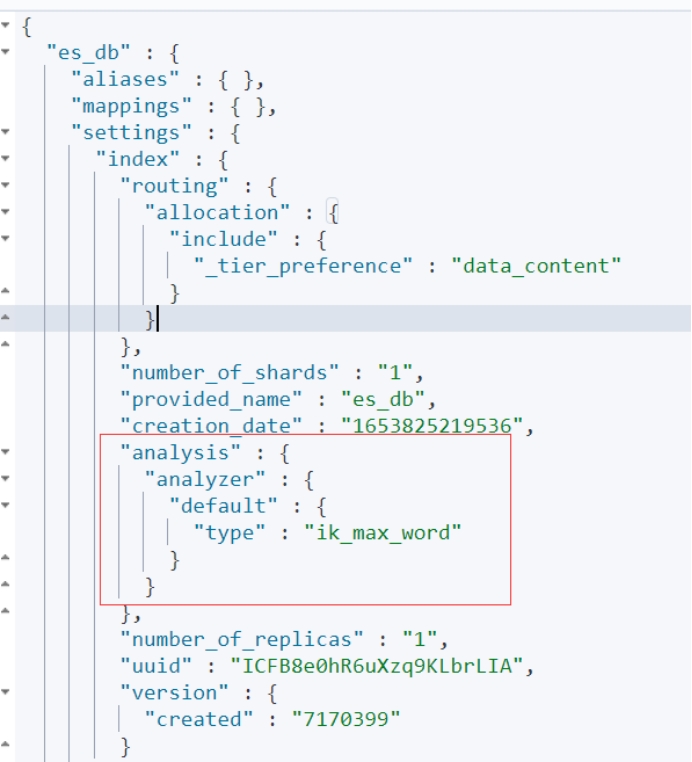 {
"es_db" : {
"aliases" : { },
"mappings" : { },
"settings" : {
"index" : {
"routing" : {
"allocation" : {
"include" : {
"_tier_preference" : "data_content"
}
}
},
"number_of_shards" : "1",
"provided_name" : "es_db",
"creation_date" : "1653825219536",
"analysis" : {
"analyzer" : {
"default" : {
"type" : "ik_max_word"
}
}
},
"number_of_replicas" : "1",
"uuid" : "ICFB8e0hR6uXzq9KLbrLIA",
"version" : {
"created" : "7170399"
}